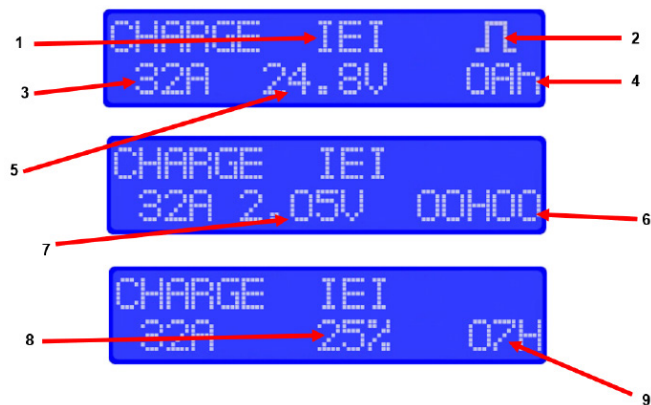 1 CHARGE IEI 2
3 32A 24.8V 0Ah 4
5
CHARGE IEI
32A 2.05V 00H00 6
7
CHARGE IEI
8 32A 25% 07H
9